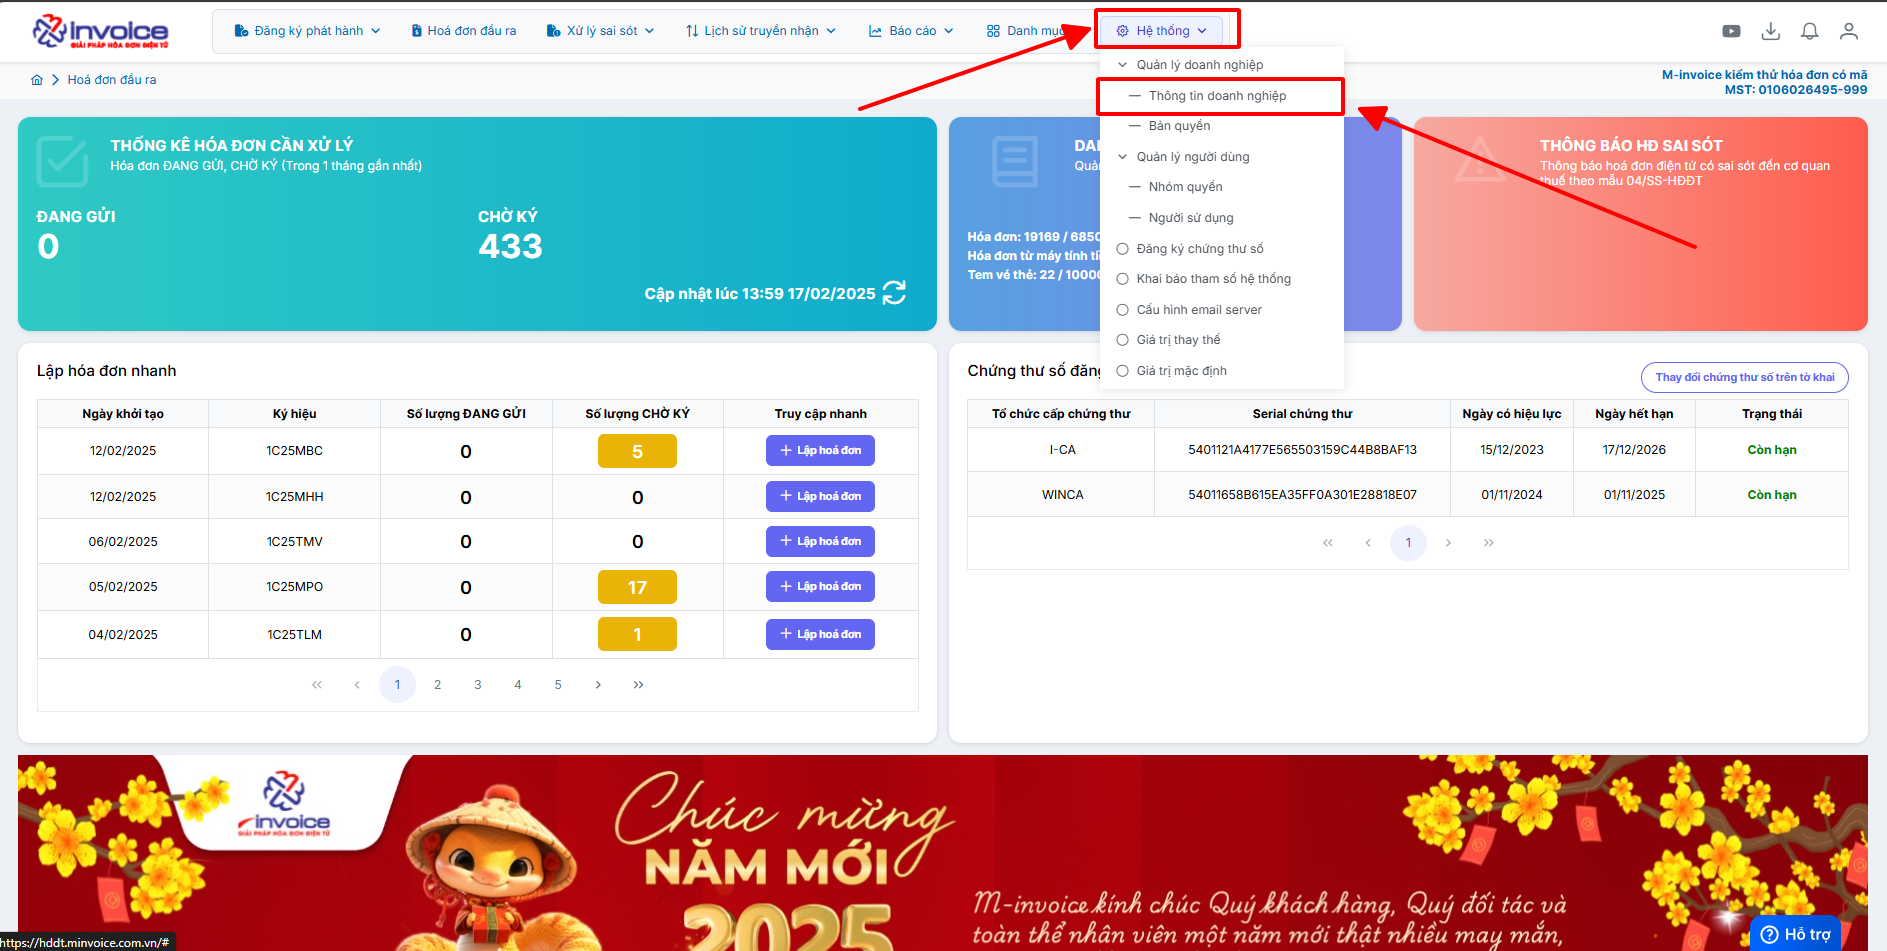 invoice
GIẢI PHÁP HÓA ĐƠN ĐIỆN TỬ
Đăng ký phát hành
Hoá đơn đầu ra
Xử lý sai sót
Lịch sử truyền nhận
Báo cáo
Danh mục
Hệ thống
Hoá đơn đầu ra
M-invoice kiểm thử hóa đơn có mã
MST: 0106026495-999
Quản lý doanh nghiệp
Thông tin doanh nghiệp
Bản quyền
Quản lý người dùng
Nhóm quyền
Người sử dụng
Đăng ký chứng thư số
Khai báo tham số hệ thống
Cấu hình email server
Giá trị thay thế
Giá trị mặc định
THỐNG KÊ HÓA ĐƠN CẦN XỬ LÝ
Hóa đơn ĐANG GỬI, CHỜ KÝ (Trong 1 tháng gần nhất)
ĐANG GỬI
0
CHỜ KÝ
433
Cập nhật lúc 13:59 17/02/2025
Hóa đơn: 19169 / 6850
Hóa đơn từ máy tính
Tem vé thẻ: 22 / 10000
THÔNG BÁO HĐ SAI SÓT
Thông báo hoá đơn điện tử có sai sót đến cơ quan
thuế theo mẫu 04/SS-HĐĐT
Lập hóa đơn nhanh
Ngày khởi tạo Ký hiệu Số lượng ĐANG GỬI Số lượng CHỜ KÝ Truy cập nhanh
12/02/2025 1C25MBC 0 5 + Lập hoá đơn
12/02/2025 1C25MHH 0 0 + Lập hoá đơn
06/02/2025 1C25TMV 0 0 + Lập hoá đơn
05/02/2025 1C25MPO 0 17 + Lập hoá đơn
04/02/2025 1C25TLM 0 1 + Lập hoá đơn
« ‹ 1 2 3 4 5 › »
Chứng thư số đăng
Thay đổi chứng thư số trên tờ khai
Tổ chức cấp chứng thư Serial chứng thư Ngày có hiệu lực Ngày hết hạn Trạng thái
I-CA 5401121A4177E565503159C44B8BAF13 15/12/2023 17/12/2026 Còn hạn
WINCA 54011658B615EA35FF0A301E28818E07 01/11/2024 01/11/2025 Còn hạn
« ‹ 1 › »
invoice
GIẢI PHÁP HÓA ĐƠN ĐIỆN TỬ
Chúc mừng
NĂM MỚI
2025
M-invoice kính chúc Quý khách hàng, Quý đối tác và
toàn thể nhân viên một năm mới thật nhiều may mắn,
Hỗ trợ
https://hddt.minvoice.com.vn/#